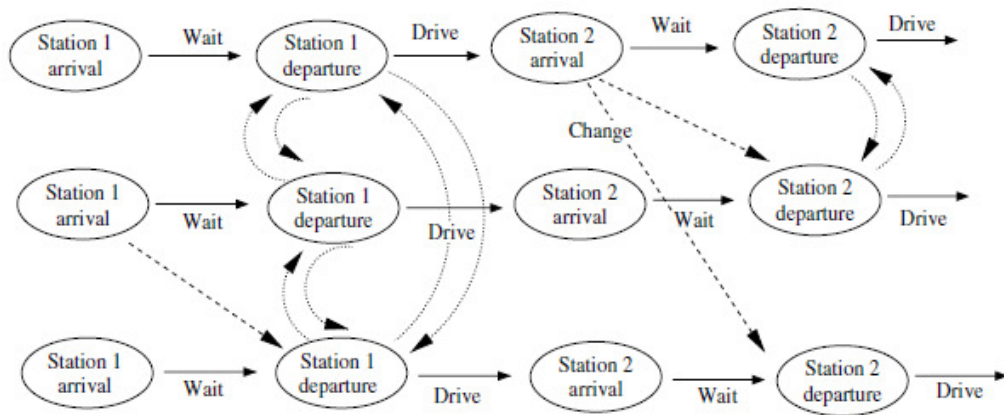 Station 1
arrival
Wait
Station 1
departure
Drive
Station 2
arrival
Wait
Station 2
departure
Drive
Change
Station 1
arrival
Wait
Station 1
departure
Drive
Station 2
arrival
Wait
Station 2
departure
Drive
Station 1
arrival
Wait
Station 1
departure
Drive
Station 2
arrival
Wait
Station 2
departure
Drive